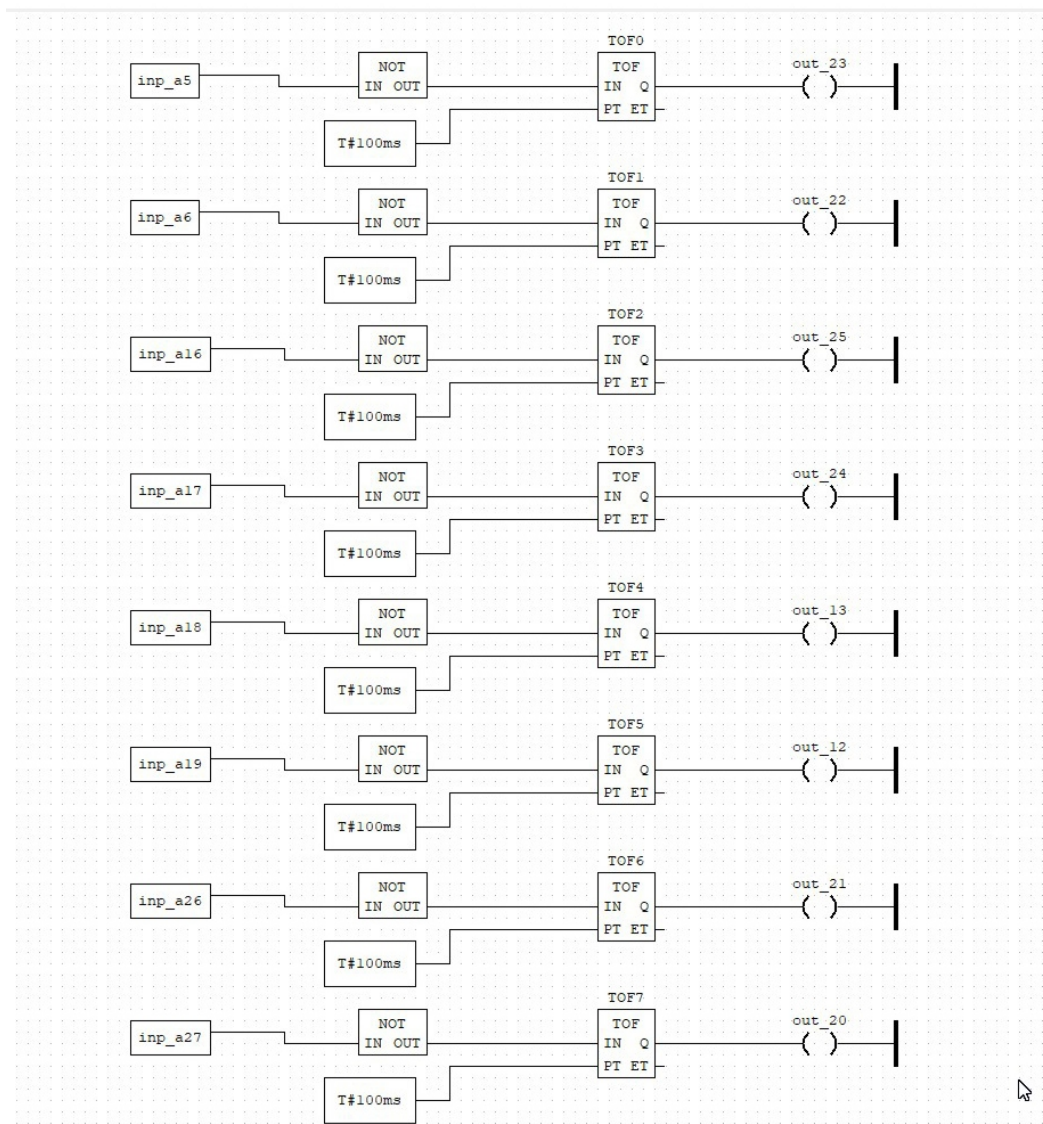 TOF0
NOT TOF out_23
inp_a5 IN OUT IN Q
PT ET
T#100ms
TOF1
NOT TOF out_22
inp_a6 IN OUT IN Q
PT ET
T#100ms
TOF2
NOT TOF out_25
inp_a16 IN OUT IN Q
PT ET
T#100ms
TOF3
NOT TOF out_24
inp_a17 IN OUT IN Q
PT ET
T#100ms
TOF4
NOT TOF out_13
inp_a18 IN OUT IN Q
PT ET
T#100ms
TOF5
NOT TOF out_12
inp_a19 IN OUT IN Q
PT ET
T#100ms
TOF6
NOT TOF out_21
inp_a26 IN OUT IN Q
PT ET
T#100ms
TOF7
NOT TOF out_20
inp_a27 IN OUT IN Q
PT ET
T#100ms